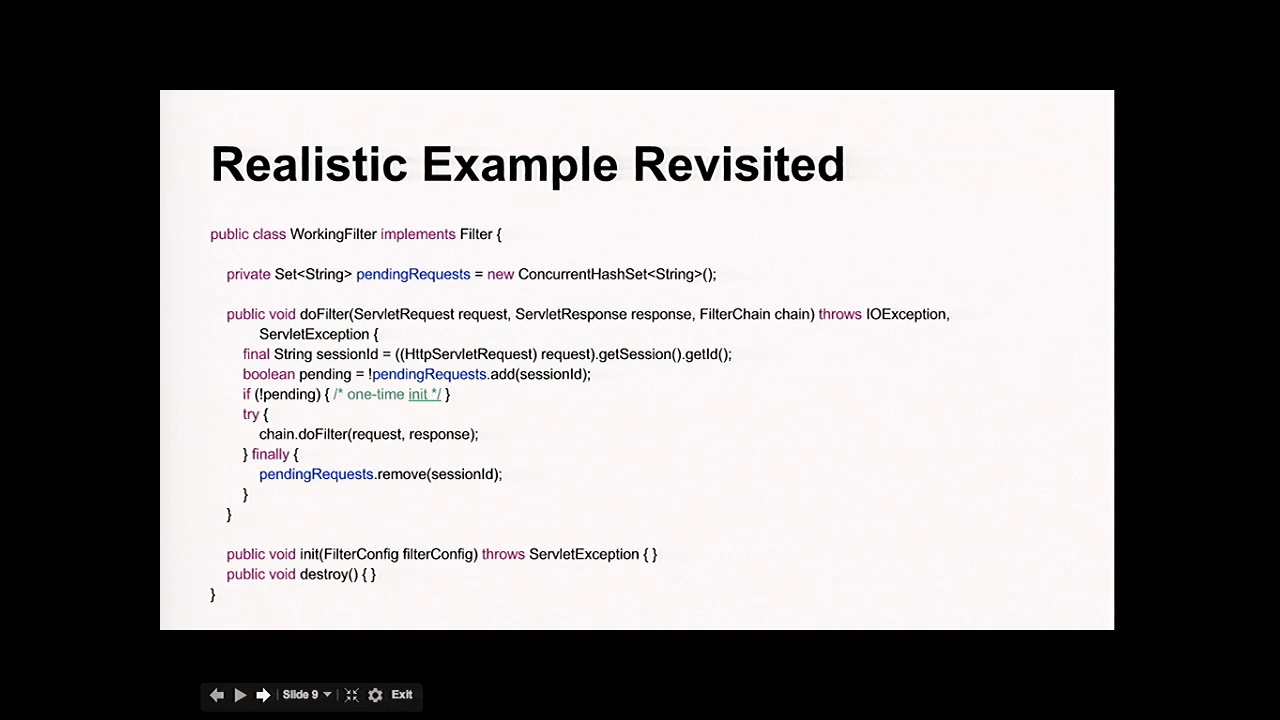 Realistic Example Revisited
public class WorkingFilter implements Filter {
private Set<String> pendingRequests = new ConcurrentHashSet<String>();
public void doFilter(ServletRequest request, ServletResponse response, FilterChain chain) throws IOException,
ServletException {
final String sessionId = ((HttpServletRequest) request).getSession().getId();
boolean pending = !pendingRequests.add(sessionId);
if (!pending) { /* one-time init */ }
try {
chain.doFilter(request, response);
} finally {
pendingRequests.remove(sessionId);
}
}
public void init(FilterConfig filterConfig) throws ServletException { }
public void destroy() { }
}
Slide 9 Exit